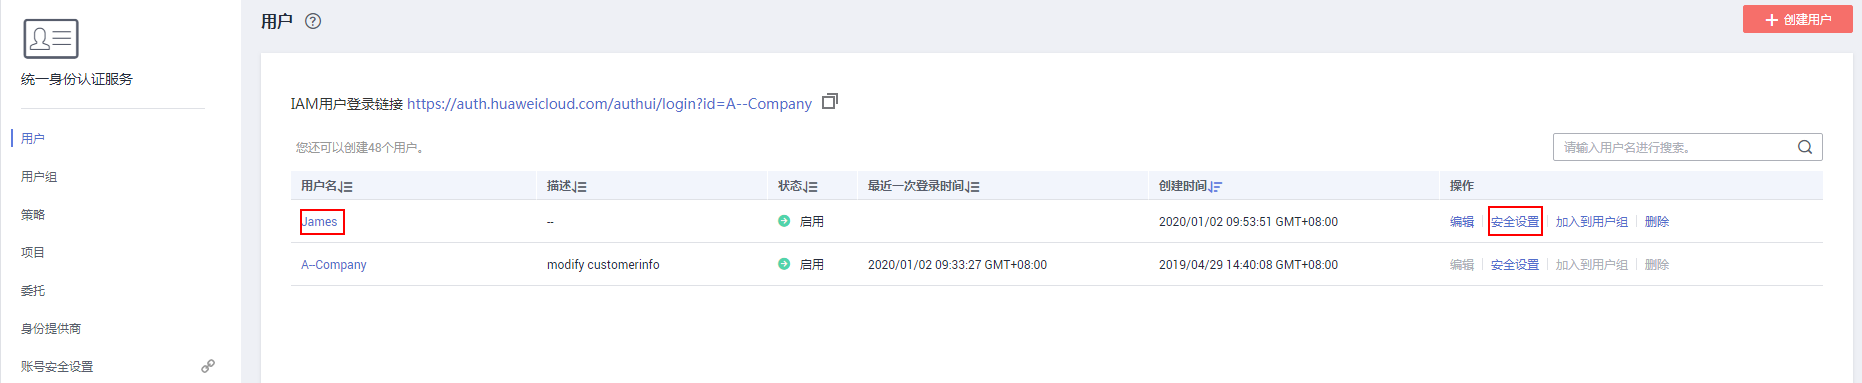 统一身份认证服务
用户
用户组
策略
项目
委托
身份提供商
账号安全设置
用户 ?
创建用户
IAM用户登录链接 https://auth.huaweicloud.com/authui/login?id=A--Company
您还可以创建48个用户。
请输入用户名进行搜索。
用户名 描述 状态 最近一次登录时间 创建时间 操作
James -- 启用 2020/01/02 09:53:51 GMT+08:00 编辑 安全设置 加入到用户组 删除
A--Company modify customerinfo 启用 2020/01/02 09:33:27 GMT+08:00 2019/04/29 14:40:08 GMT+08:00 编辑 安全设置 加入到用户组 删除